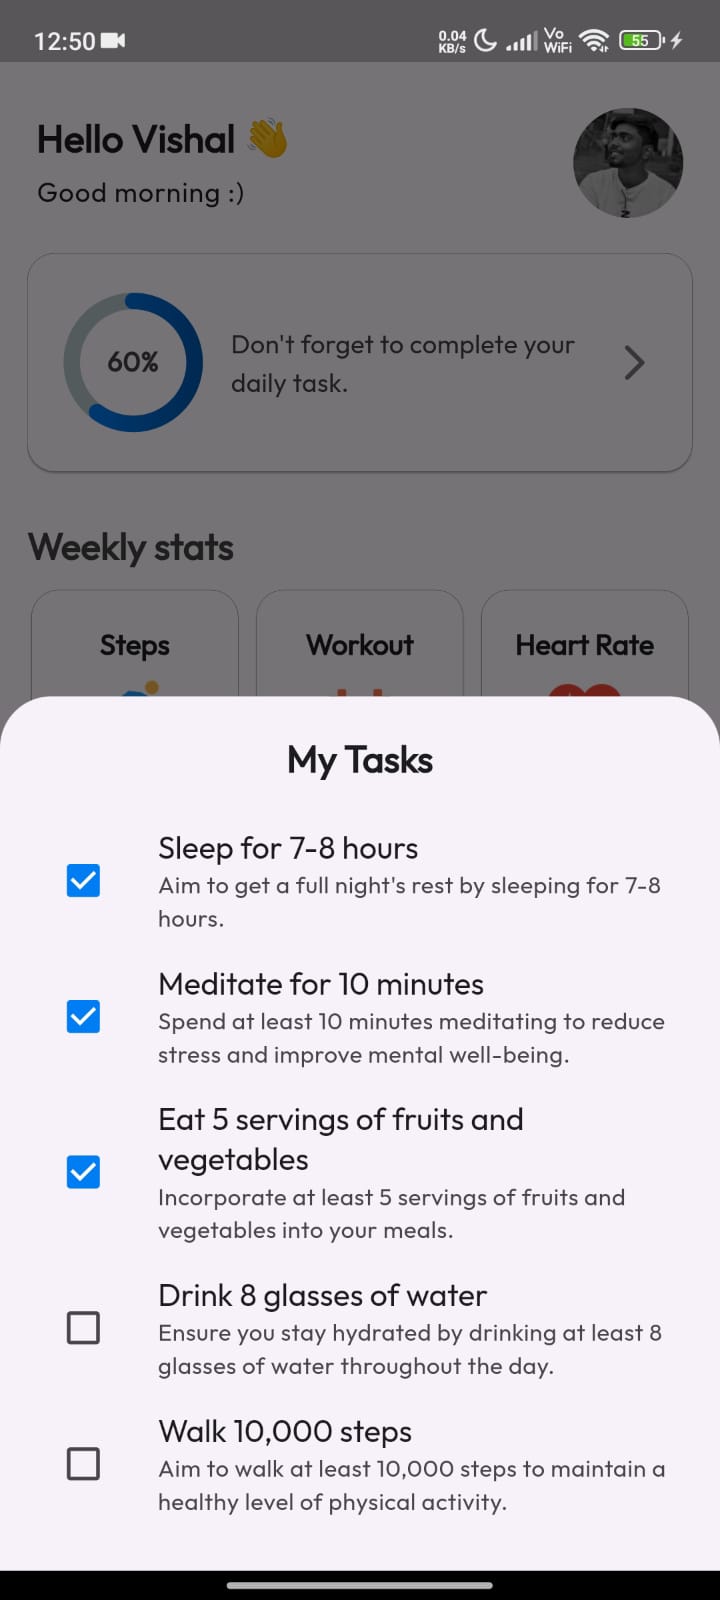 12:50
0.04
KB/s
Vo
WiFi
55
Hello Vishal 👋
Good morning :)
60%
Don't forget to complete your
daily task.
Weekly stats
Steps
Workout
Heart Rate
My Tasks
Sleep for 7-8 hours
Aim to get a full night's rest by sleeping for 7-8
hours.
Meditate for 10 minutes
Spend at least 10 minutes meditating to reduce
stress and improve mental well-being.
Eat 5 servings of fruits and
vegetables
Incorporate at least 5 servings of fruits and
vegetables into your meals.
Drink 8 glasses of water
Ensure you stay hydrated by drinking at least 8
glasses of water throughout the day.
Walk 10,000 steps
Aim to walk at least 10,000 steps to maintain a
healthy level of physical activity.